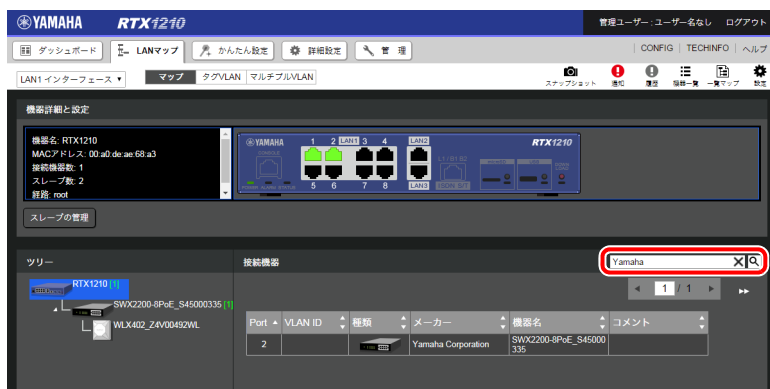 YAMAHA RTX1210 管理ユーザー : ユーザー名なし ログアウト
ダッシュボード LANマップ かんたん設定 詳細設定 管 理 CONFIG TECHINFO ヘルプ
LAN1 インターフェース ▼ マップ タグVLAN マルチプルVLAN スナップショット 通知 履歴 機器一覧 一覧マップ 設定
機器詳細と設定
機器名: RTX1210
MACアドレス: 00:a0:de:ae:68:a3
接続機器数: 1
スレーブ数: 2
経路: root
YAMAHA 1 2 LAN1 3 4 LAN2 RTX1210
CONSOLE L1 / B1 B2
POWER ALARM STATUS 5 6 7 8 LAN3 ISDN S/T
スレーブの管理
ツリー
RTX1210 [1]
SWX2200-8PoE_S45000335 [1]
WLX402_Z4V00492WL
接続機器 Yamaha
1 / 1
Port VLAN ID 種類 メーカー 機器名 コメント
2 Yamaha Corporation SWX2200-8PoE_S45000
335